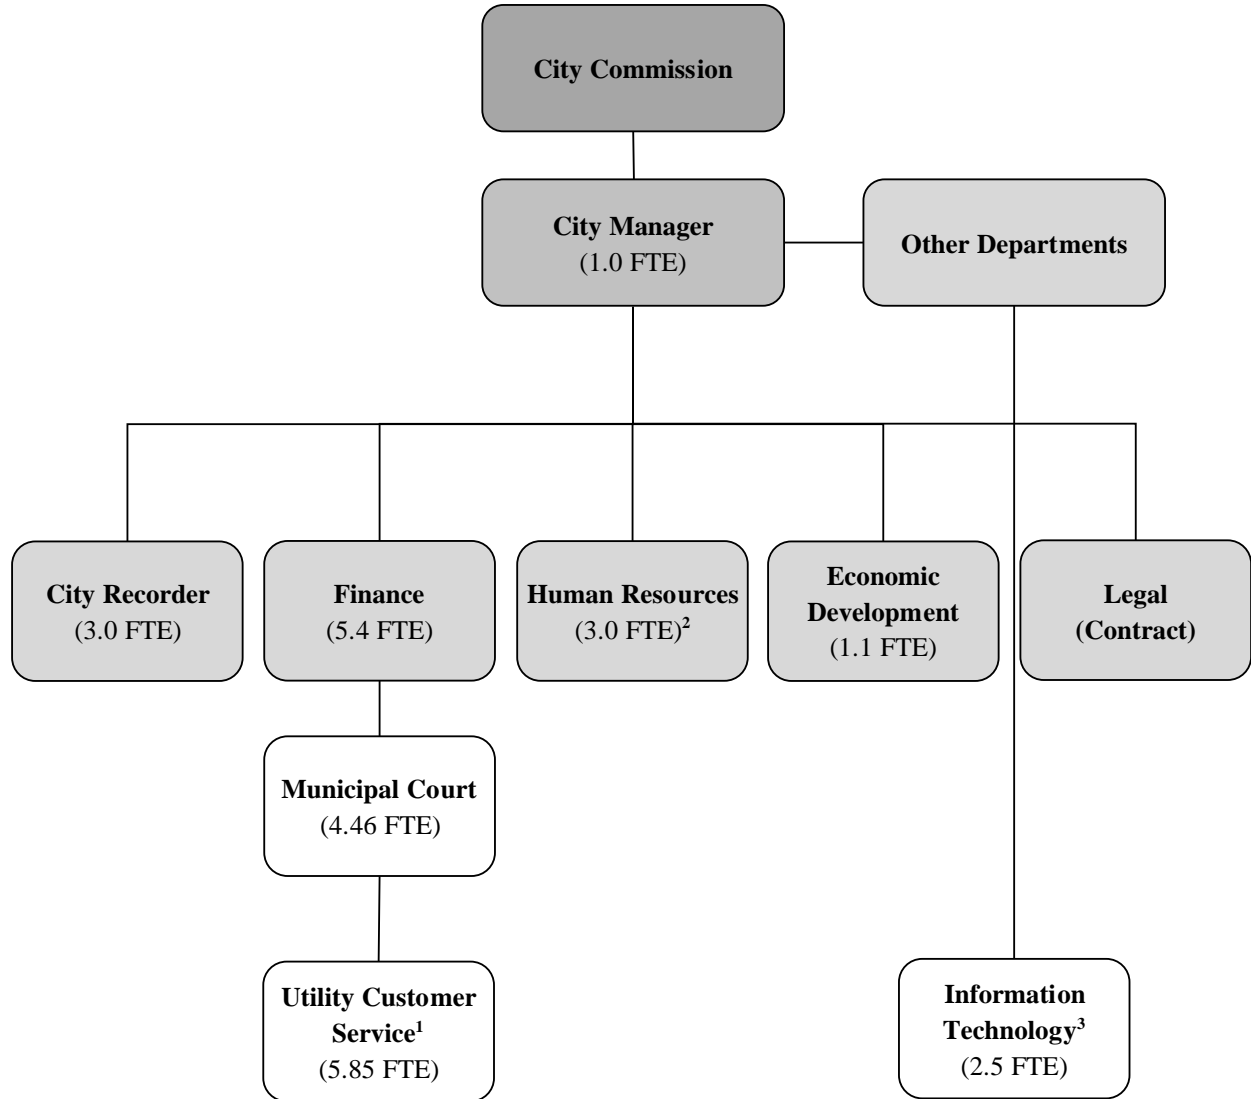 City Commission
City Manager
(1.0 FTE)
Other Departments
City Recorder
(3.0 FTE)
Finance
(5.4 FTE)
Human Resources
(3.0 FTE)²
Economic
Development
(1.1 FTE)
Legal
(Contract)
Municipal Court
(4.46 FTE)
Utility Customer
Service¹
(5.85 FTE)
Information
Technology³
(2.5 FTE)